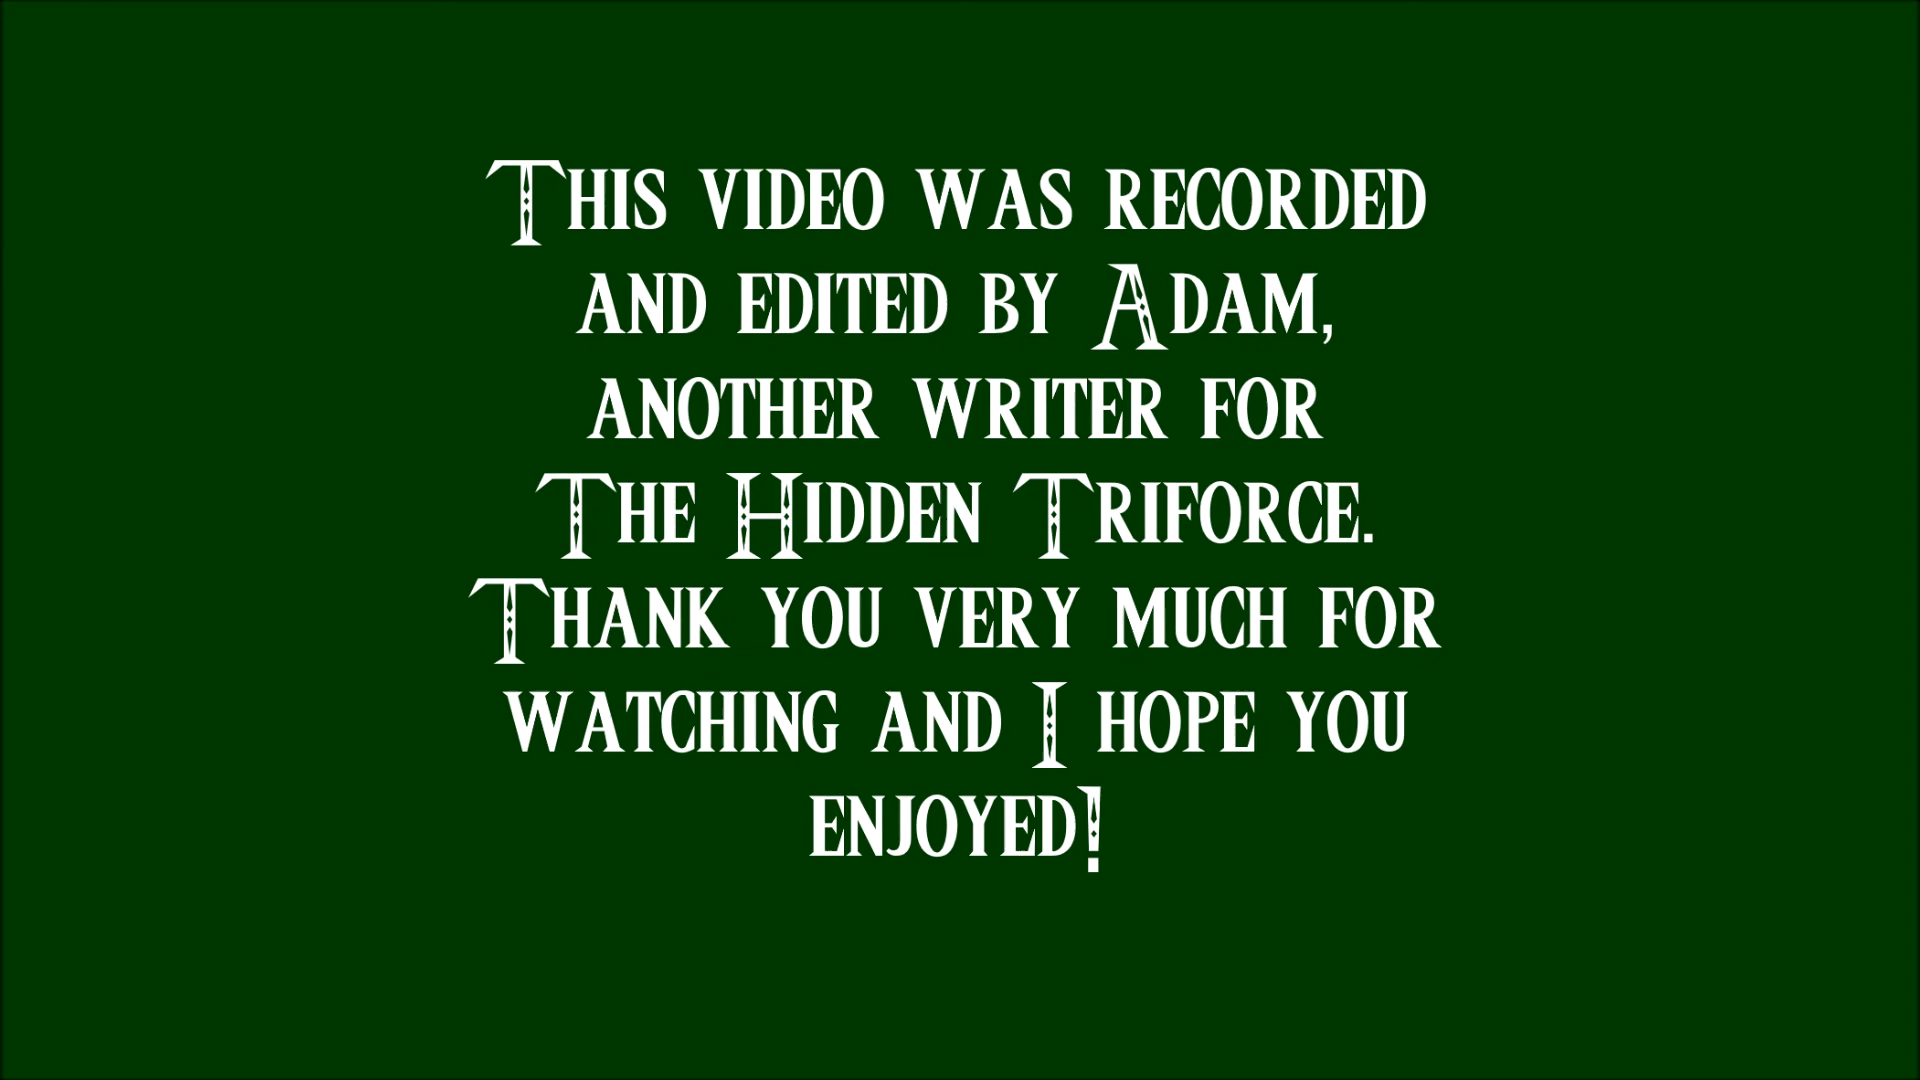 This video was recorded
and edited by Adam,
another writer for
The Hidden Triforce.
Thank you very much for
watching and I hope you
enjoyed!